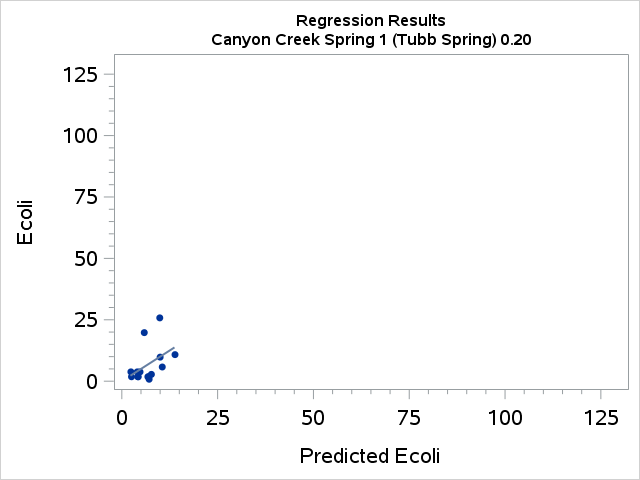 Regression Results
Canyon Creek Spring 1 (Tubb Spring) 0.20
125
100
75
50
25
0
Ecoli
0 25 50 75 100 125
Predicted Ecoli